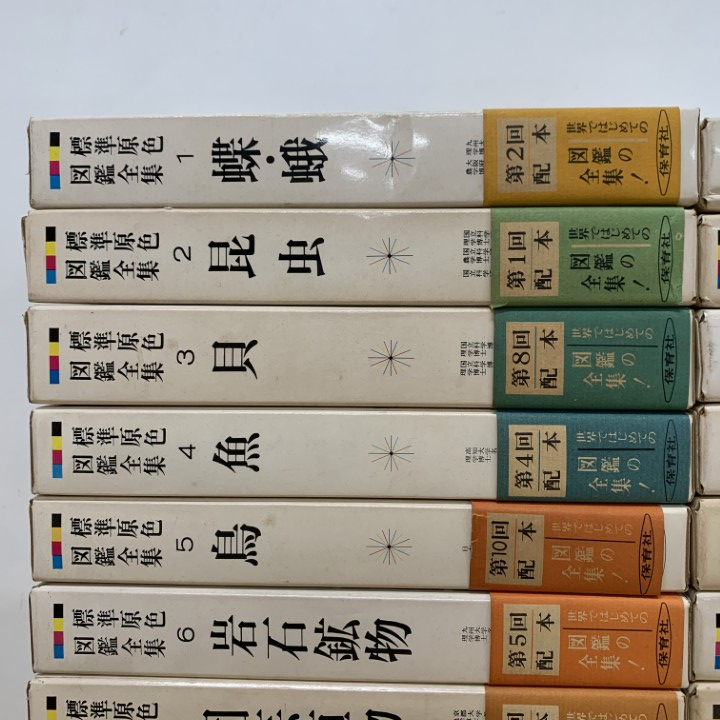 標準原色
図鑑全集
1
蝶・蛾
第2回
配本
世界ではじめての
図鑑の
全集!
保育社
標準原色
図鑑全集
2
昆虫
第1回
配本
世界ではじめての
図鑑の
全集!
保育社
標準原色
図鑑全集
3
貝
第8回
配本
世界ではじめての
図鑑の
全集!
保育社
標準原色
図鑑全集
4
魚
第4回
配本
世界ではじめての
図鑑の
全集!
保育社
標準原色
図鑑全集
5
鳥
第10回
配本
世界ではじめての
図鑑の
全集!
保育社
標準原色
図鑑全集
6
岩石鉱物
第5回
配本
世界ではじめての
図鑑の
全集!
保育社
標準原色
図鑑全集